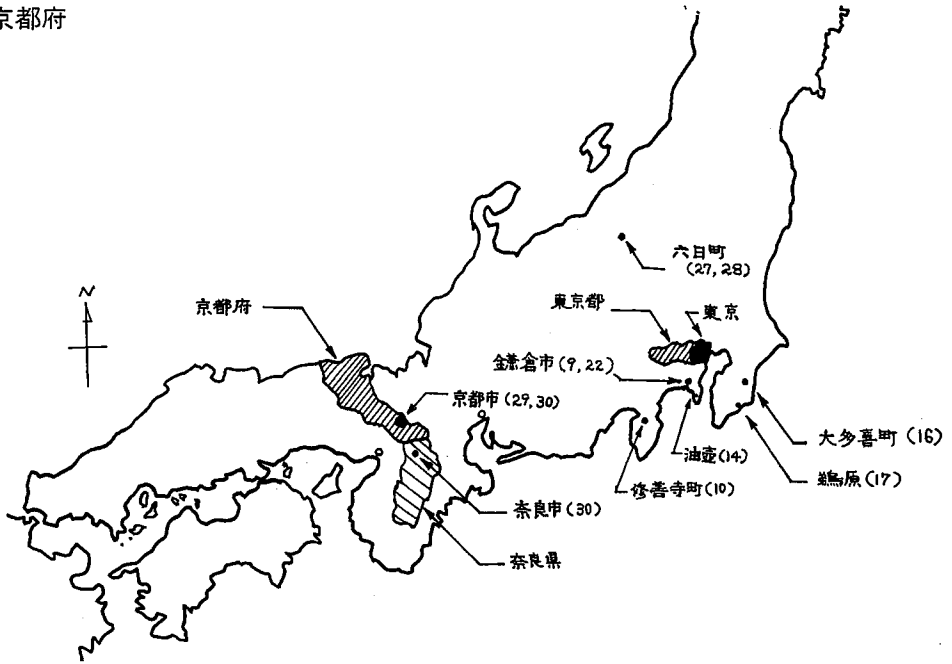 京都府
六日町
(27,28)
東京都
東京
京都府
鎌倉市(9,22)
京都市(29,30)
大多喜町(16)
油壺(14)
鵜原(17)
修善寺町(10)
奈良市(30)
奈良県
N